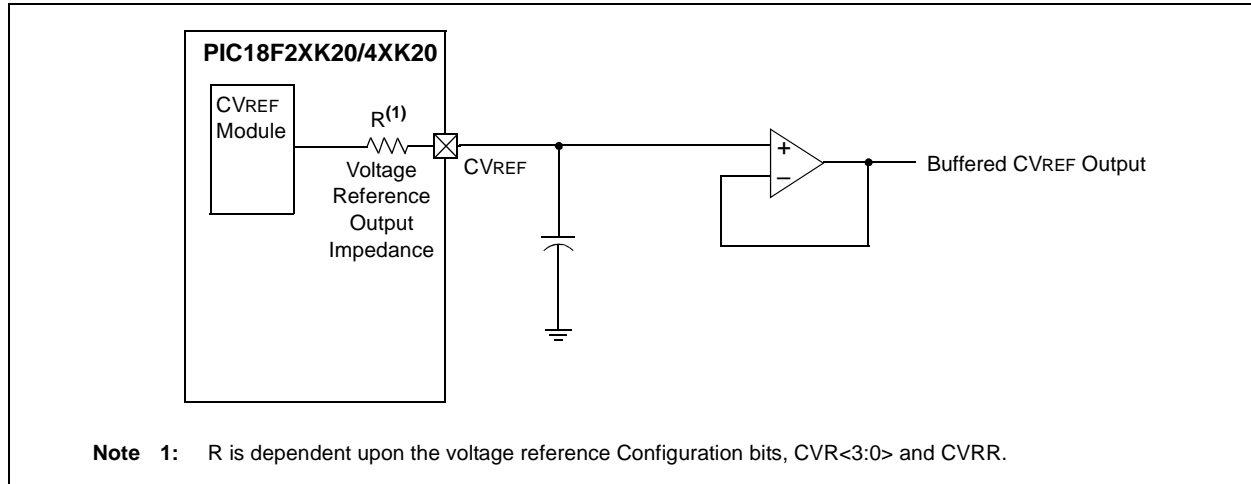 PIC18F2XK20/4XK20
CVREF
Module
R(1)
Voltage
Reference
Output
Impedance
CVREF
+
–
Buffered CVREF Output
Note 1: R is dependent upon the voltage reference Configuration bits, CVR<3:0> and CVRR.